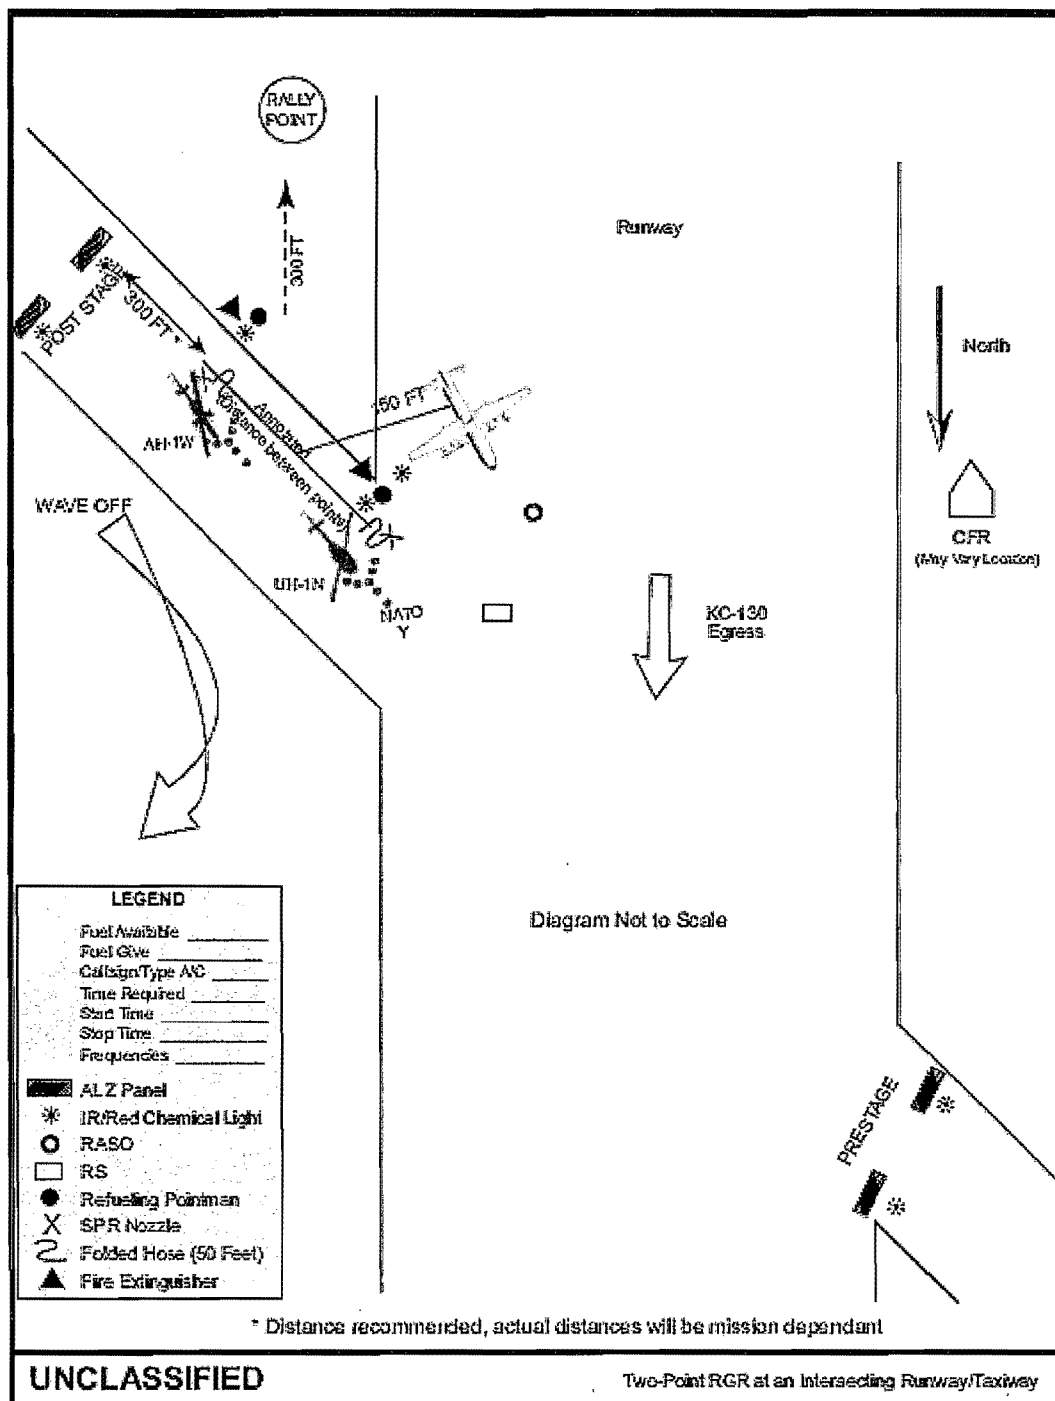 RALLY
POINT
300 FT
Runway
North
POST STAGE
300 FT *
150 FT
(Distance between points)
AH-1W
WAVE OFF
UH-1N
NATO
Y
CFR
(May Vary Location)
KC-130
Egress
Diagram Not to Scale
PRESTAGE
LEGEND
Fuel Available
Fuel Give
Callsign/Type A/C
Time Required
Start Time
Stop Time
Frequencies
ALZ Panel
IR/Red Chemical Light
RASO
RS
Refueling Pointman
SPR Nozzle
Folded Hose (50 Feet)
Fire Extinguisher
* Distance recommended, actual distances will be mission dependant
UNCLASSIFIED
Two-Point RGR at an Intersecting Runway/Taxiway